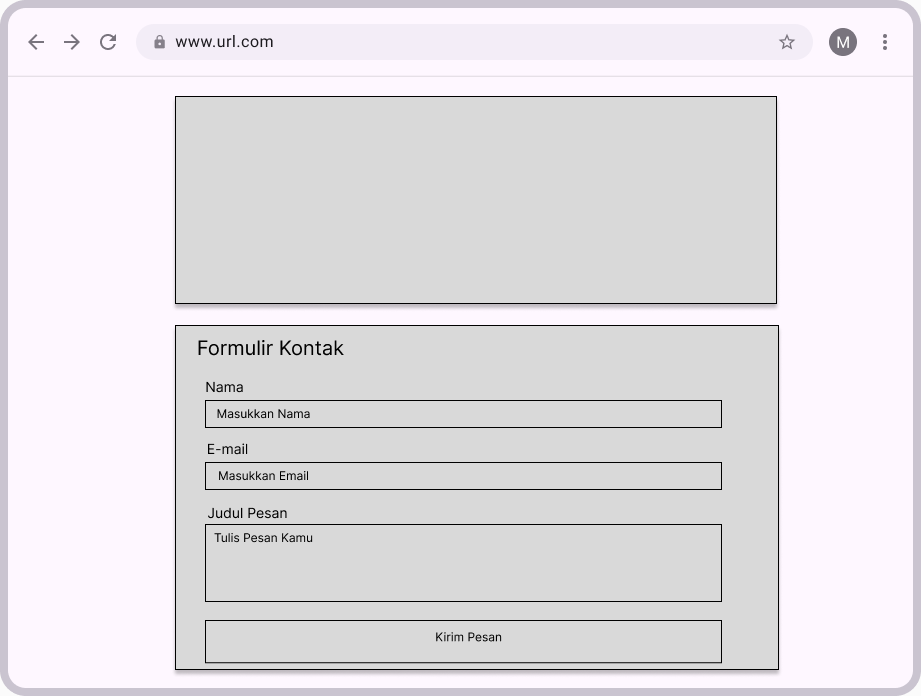 www.url.com
M
Formulir Kontak
Nama
Masukkan Nama
E-mail
Masukkan Email
Judul Pesan
Tulis Pesan Kamu
Kirim Pesan